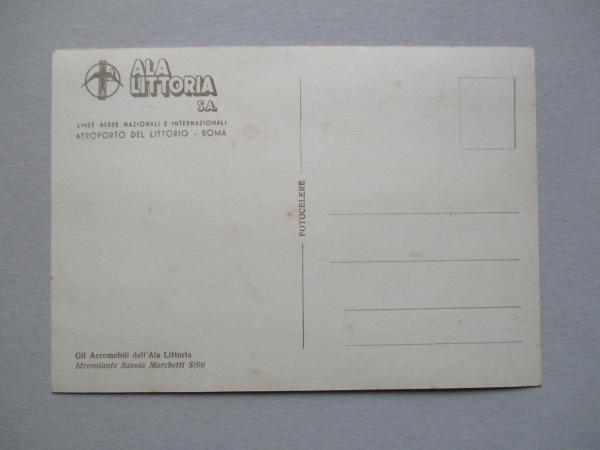 ALA
LITTORIA
S.A.
LINEE AEREE NAZIONALI E INTERNAZIONALI
AEROPORTO DEL LITTORIO - ROMA
FOTOCELERE
Gli Aeromobili dell'Ala Littoria
Idrovolante Savoia Marchetti S/66